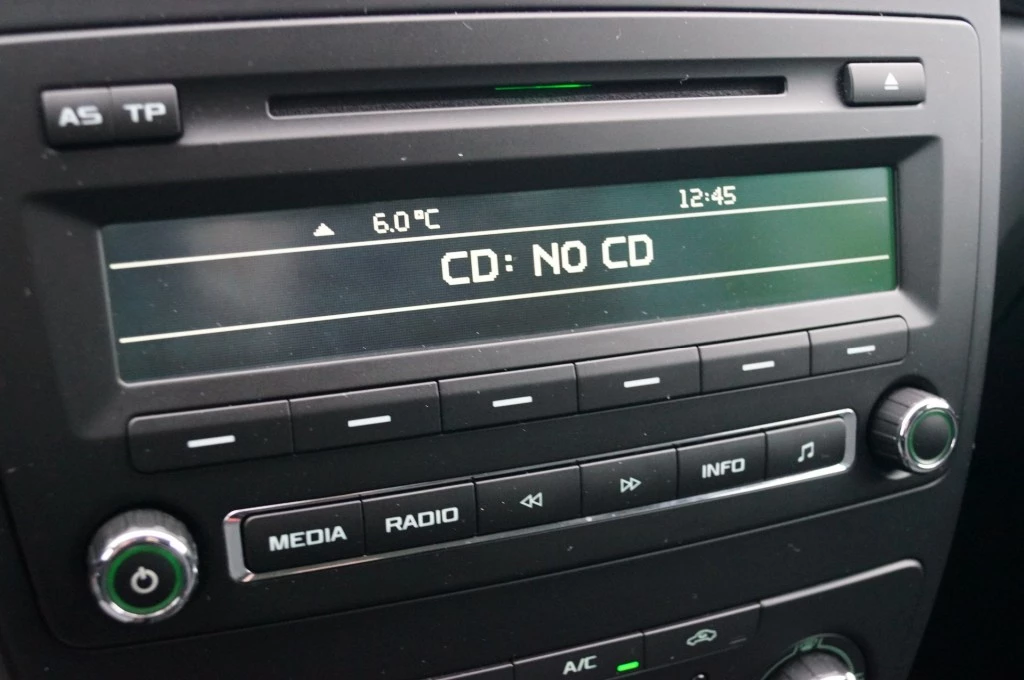 AS TP
6.0°C 12:45
CD: NO CD
MEDIA RADIO INFO
A/C